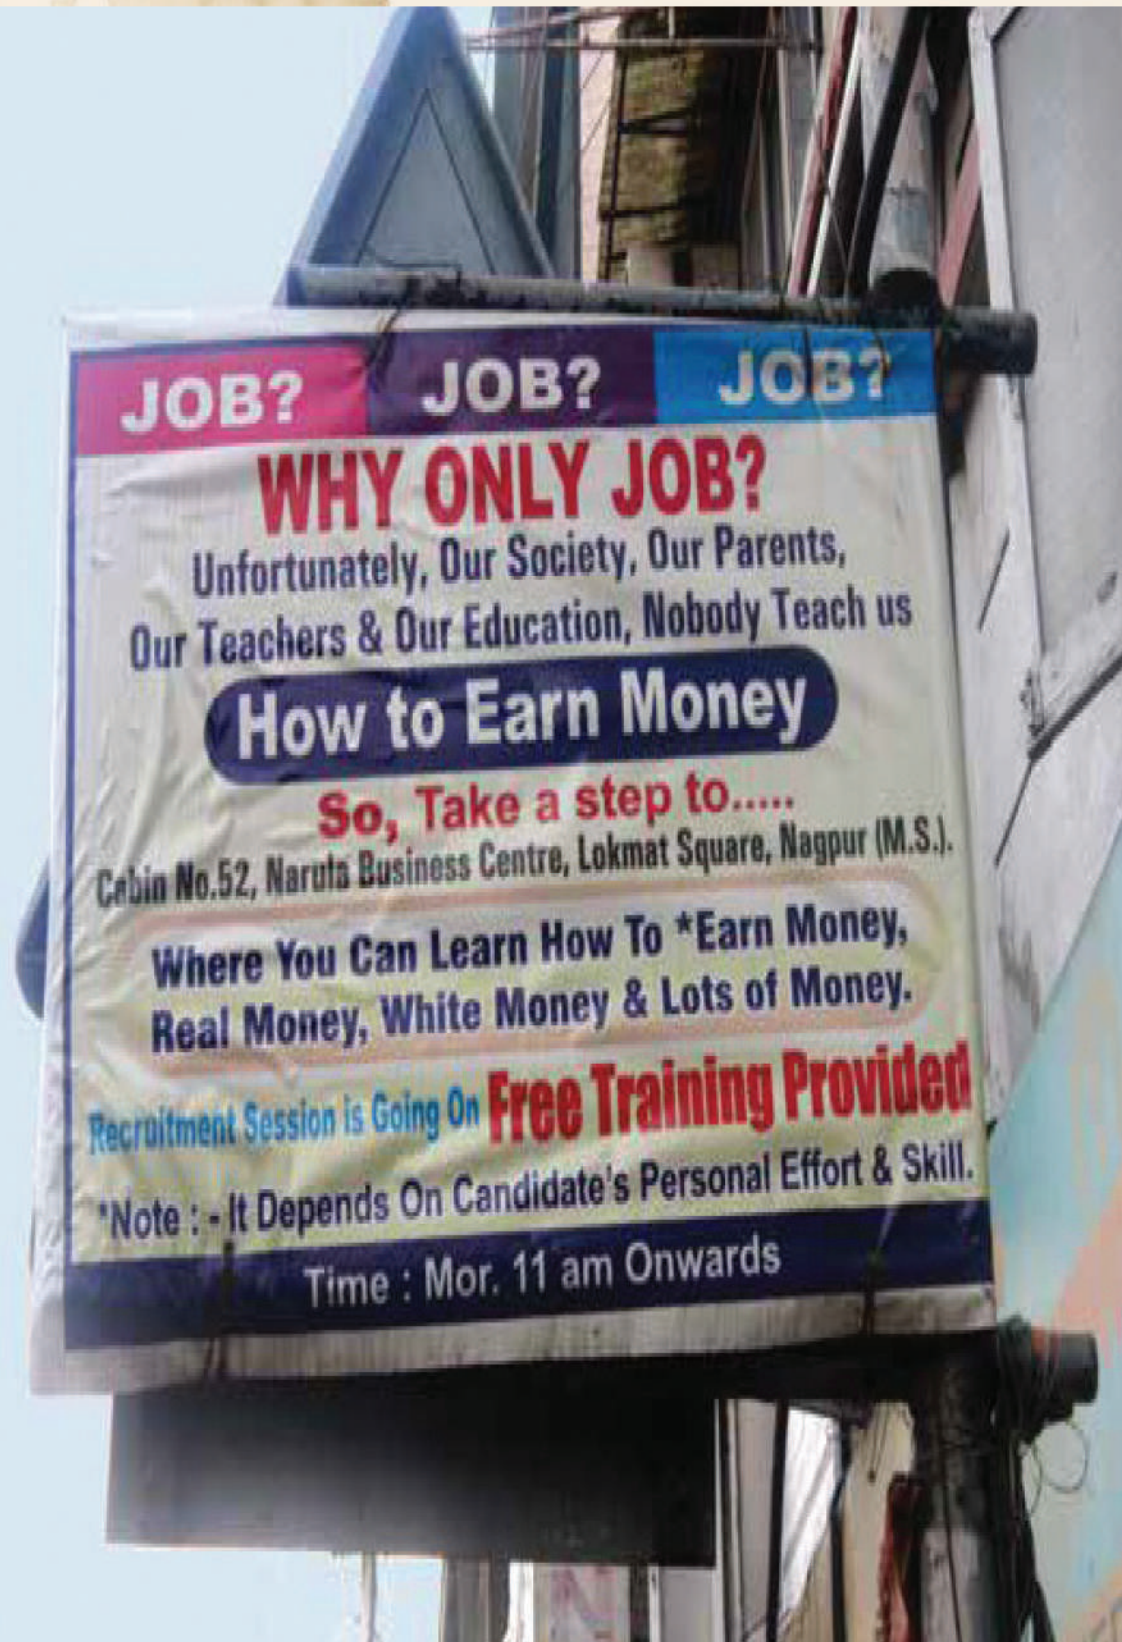 JOB? JOB? JOB?
WHY ONLY JOB?
Unfortunately, Our Society, Our Parents,
Our Teachers & Our Education, Nobody Teach us
How to Earn Money
So, Take a step to.....
Cabin No.52, Naruta Business Centre, Lokmat Square, Nagpur (M.S.).
Where You Can Learn How To *Earn Money,
Real Money, White Money & Lots of Money.
Recruitment Session is Going On Free Training Provided
*Note : - It Depends On Candidate's Personal Effort & Skill.
Time : Mor. 11 am Onwards